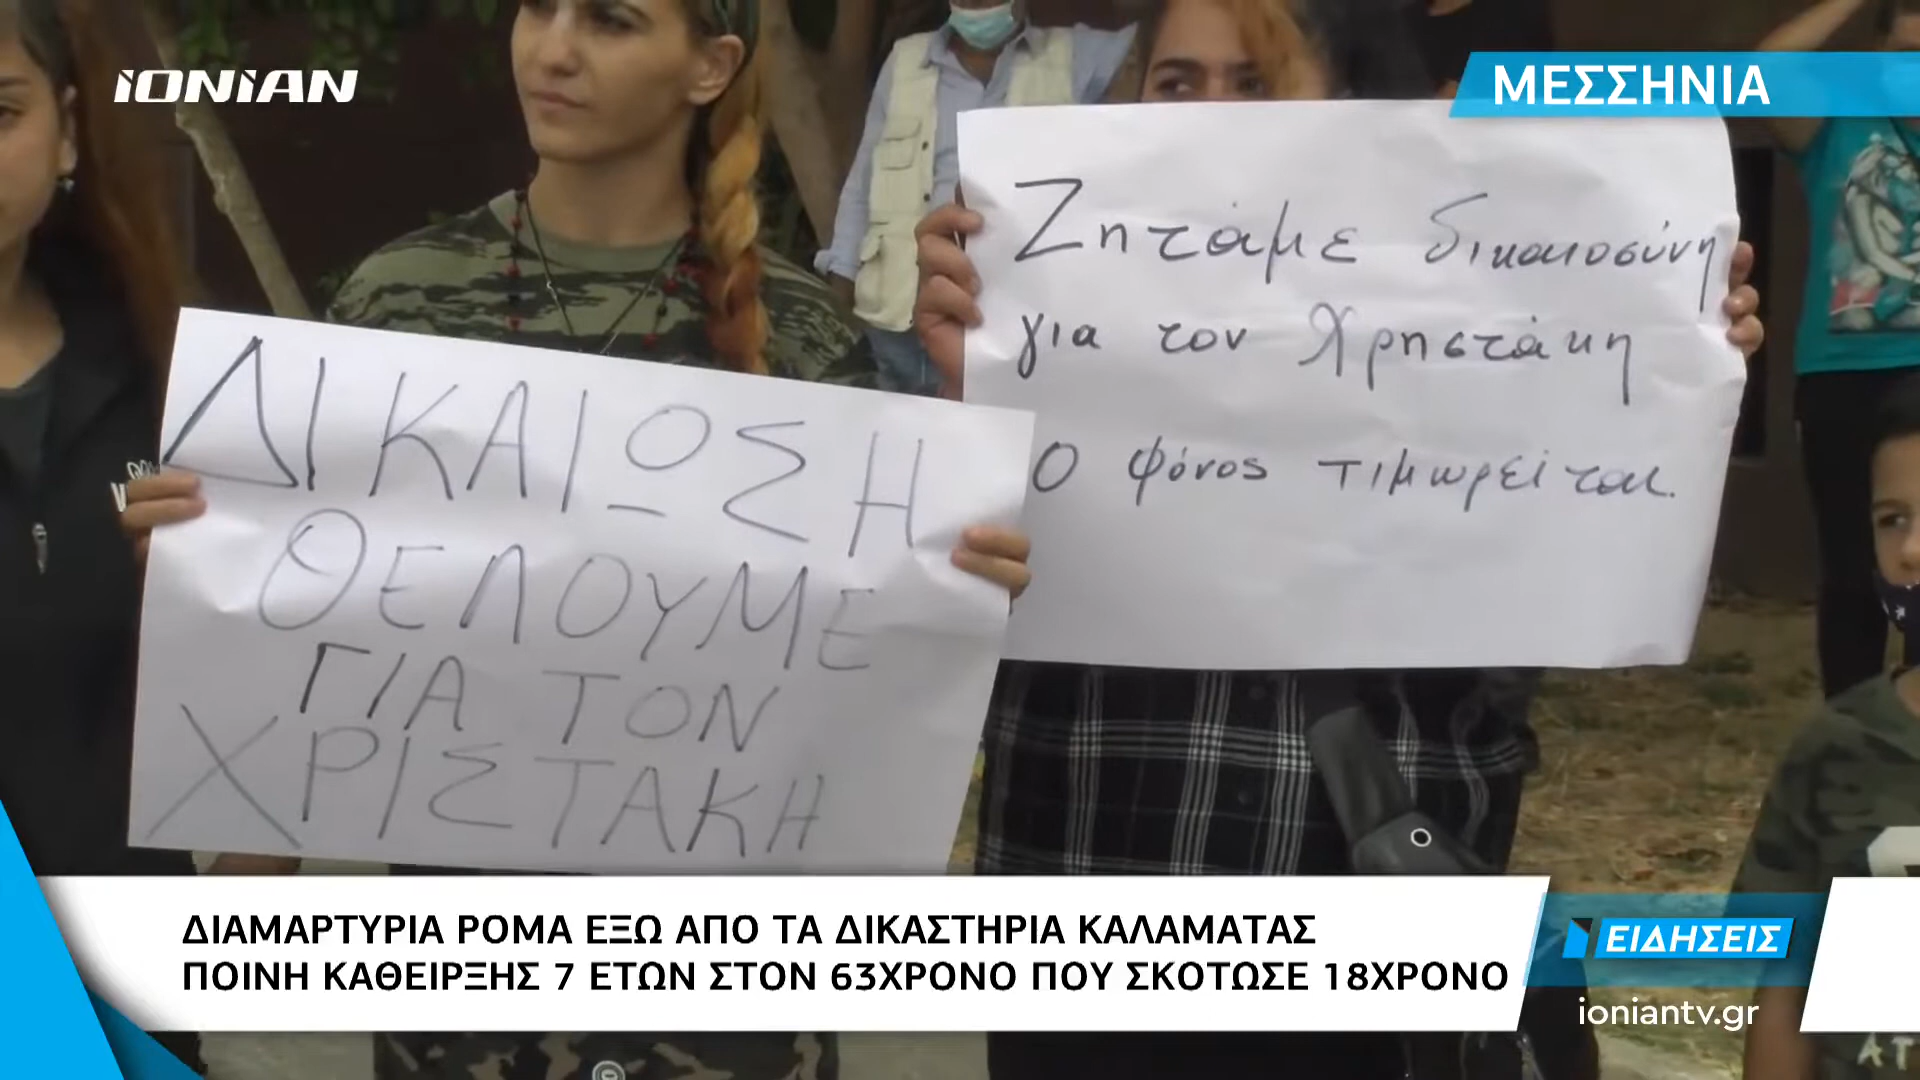 IONIAN
ΜΕΣΣΗΝΙΑ
Ζητάμε δικαιοσύνη
για τον Χρηστάκη
Ο φόνος τιμωρείται.
ΔΙΚΑΙΩΣΗ
ΘΕΛΟΥΜΕ
ΓΙΑ ΤΟΝ
ΧΡΙΣΤΑΚΗ
ΔΙΑΜΑΡΤΥΡΙΑ ΡΟΜΑ ΕΞΩ ΑΠΟ ΤΑ ΔΙΚΑΣΤΗΡΙΑ ΚΑΛΑΜΑΤΑΣ
ΠΟΙΝΗ ΚΑΘΕΙΡΞΗΣ 7 ΕΤΩΝ ΣΤΟΝ 63ΧΡΟΝΟ ΠΟΥ ΣΚΟΤΩΣΕ 18ΧΡΟΝΟ
ΕΙΔΗΣΕΙΣ
ioniantv.gr